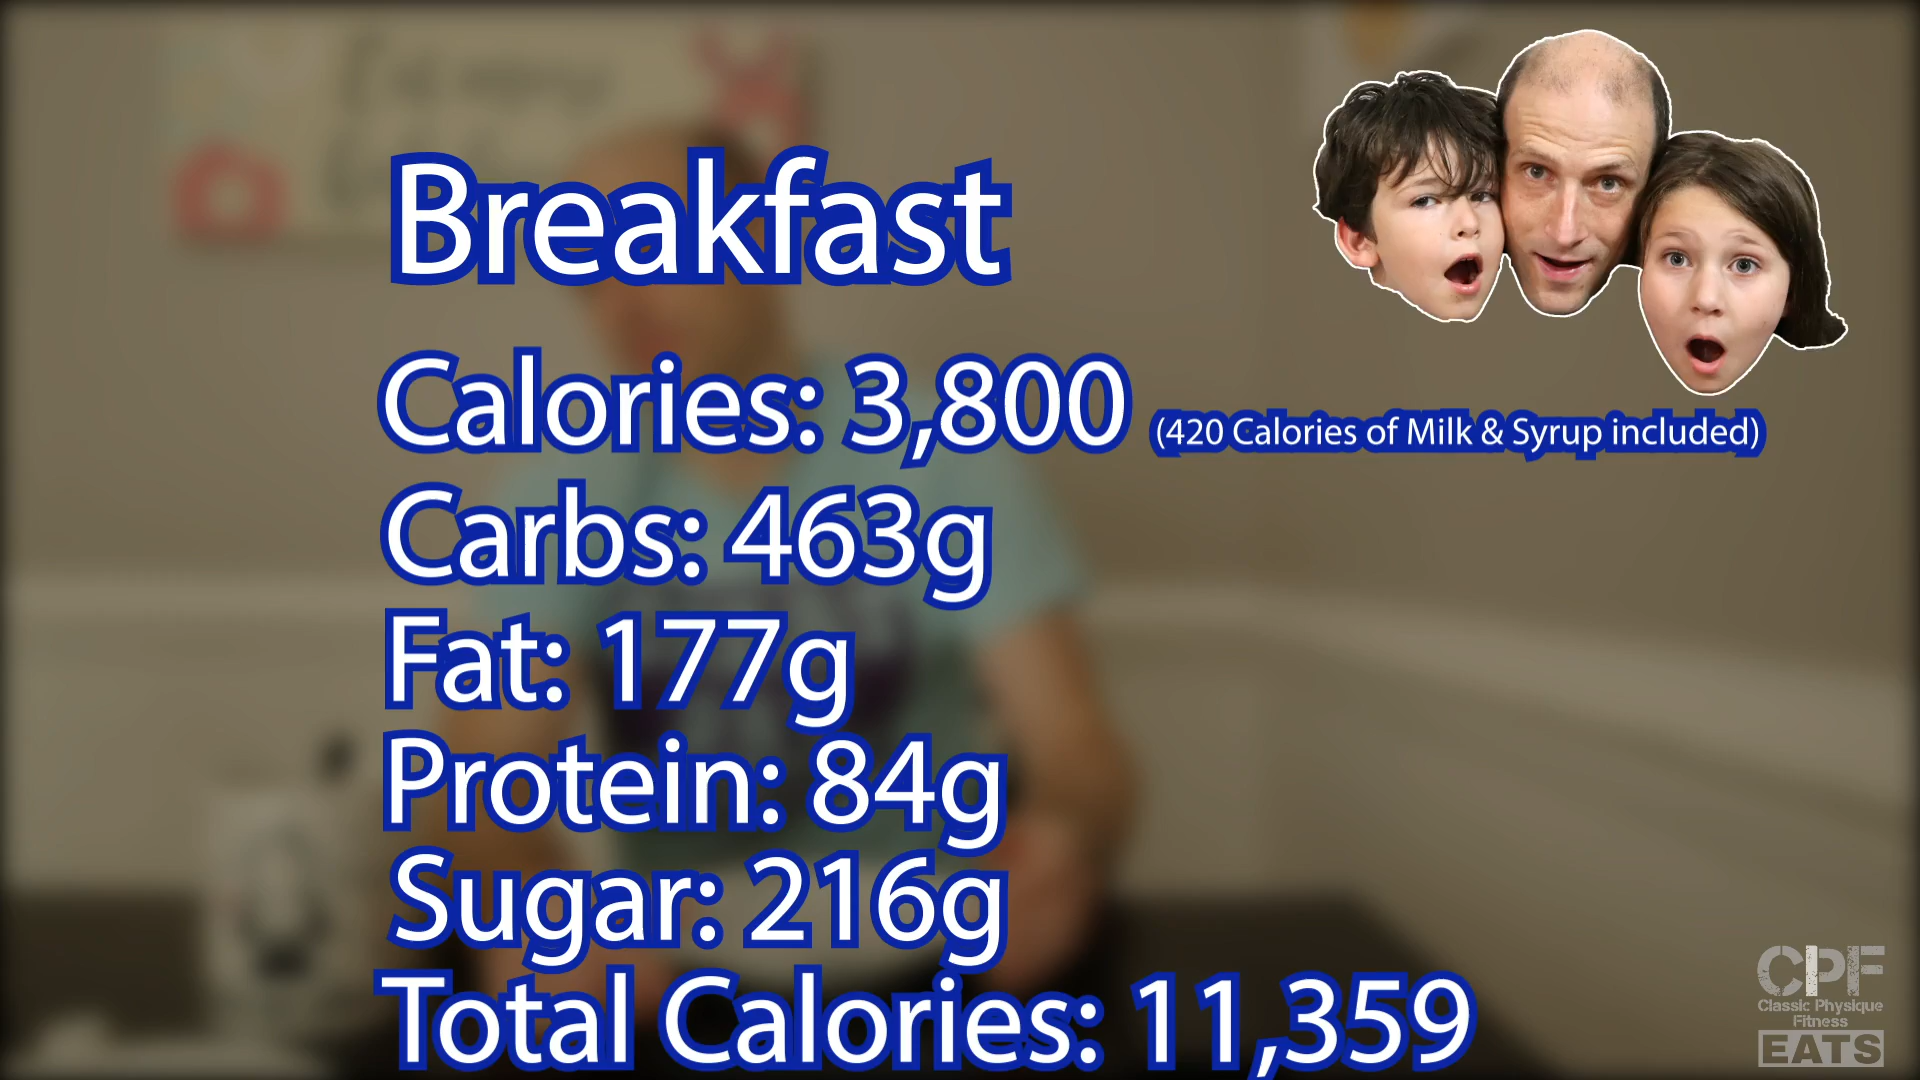 Breakfast
Calories: 3,800 (420 Calories of Milk & Syrup included)
Carbs: 463g
Fat: 177g
Protein: 84g
Sugar: 216g
Total Calories: 11,359
CPF
Classic Physique
Fitness
EATS